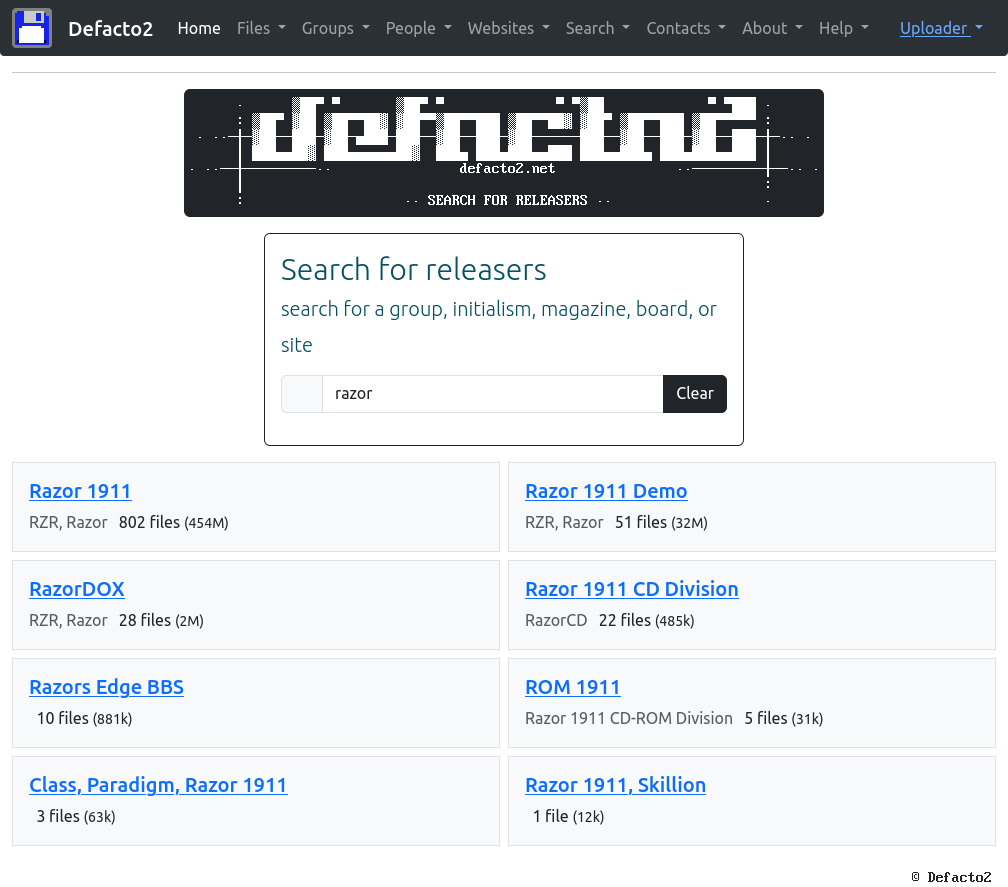 Defacto2 Home Files Groups People Websites Search Contacts About Help Uploader
defacto2
defacto2.net
·· SEARCH FOR RELEASERS ··
Search for releasers
search for a group, initialism, magazine, board, or
site
razor Clear
Razor 1911
RZR, Razor 802 files (454M)
Razor 1911 Demo
RZR, Razor 51 files (32M)
RazorDOX
RZR, Razor 28 files (2M)
Razor 1911 CD Division
RazorCD 22 files (485k)
Razors Edge BBS
10 files (881k)
ROM 1911
Razor 1911 CD-ROM Division 5 files (31k)
Class, Paradigm, Razor 1911
3 files (63k)
Razor 1911, Skillion
1 file (12k)
© Defacto2